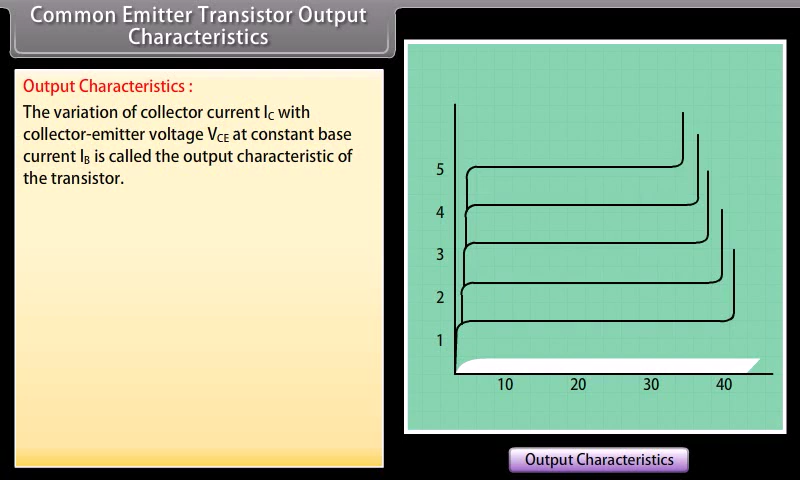 Common Emitter Transistor Output
Characteristics
Output Characteristics :
The variation of collector current IC with
collector-emitter voltage VCE at constant base
current IB is called the output characteristic of
the transistor.
5
4
3
2
1
10 20 30 40
Output Characteristics